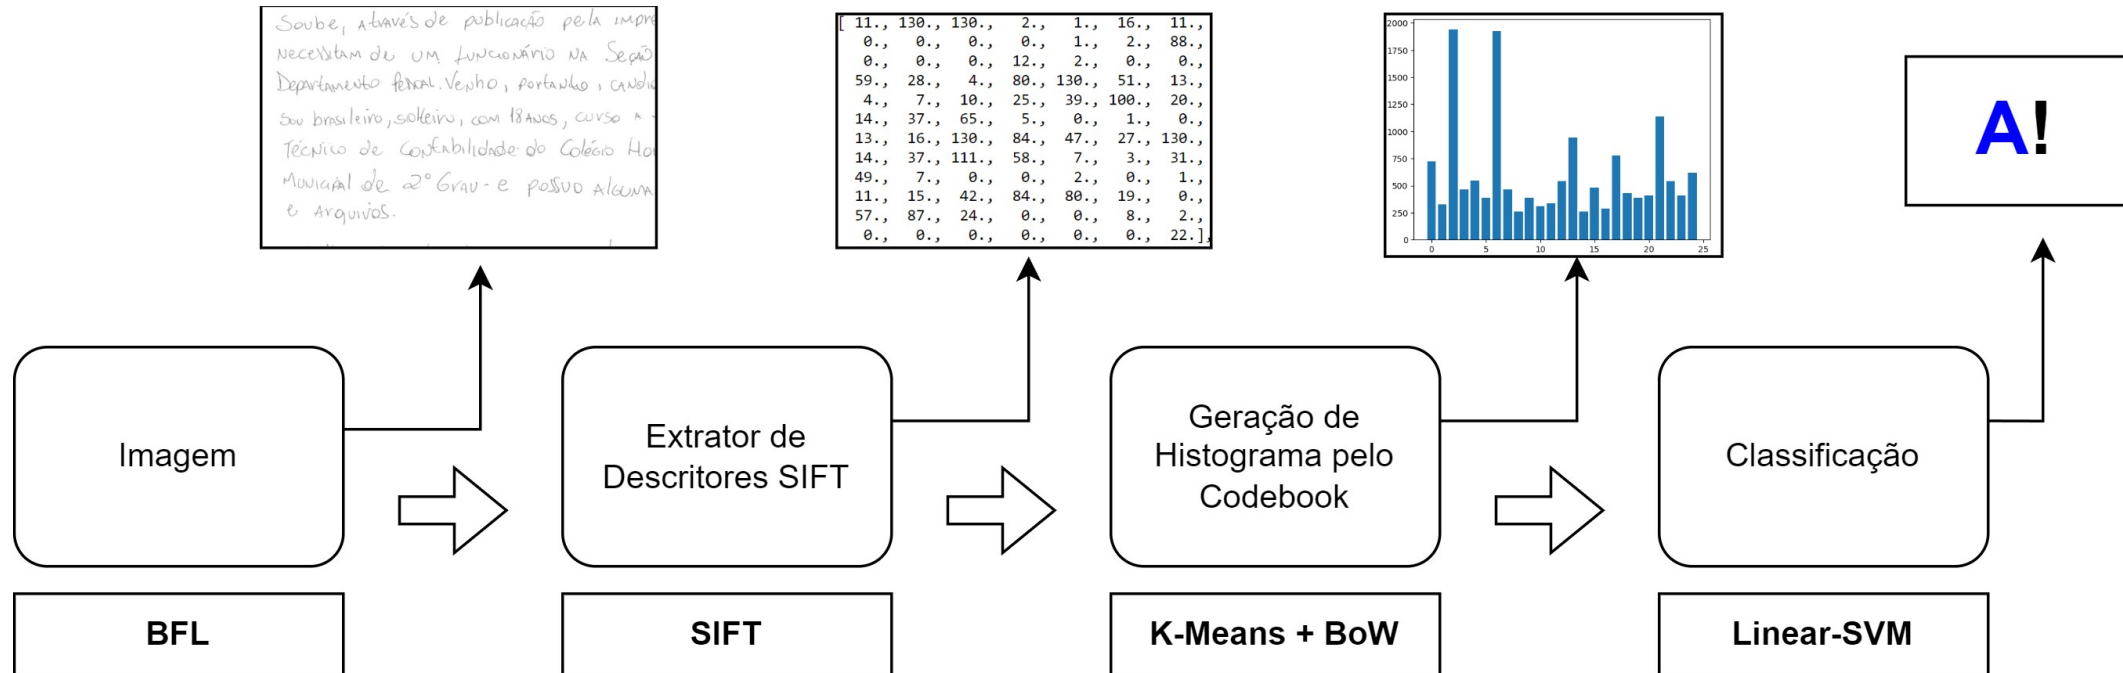 Soube, através de publicação pela impre
necessitam de um funcionário na Seção
Departamento Pessoal. Venho, portanto, candid
Sou brasileiro, solteiro, com 18 anos, curso a
Técnico de Contabilidade do Colégio Ho
Municipal de 2º Grau - e possuo alguma
e Arquivos.
[ 11., 130., 130., 2., 1., 16., 11.,
0., 0., 0., 0., 1., 2., 88.,
0., 0., 0., 12., 2., 0., 0.,
59., 28., 4., 80., 130., 51., 13.,
4., 7., 10., 25., 39., 100., 20.,
14., 37., 65., 5., 0., 1., 0.,
13., 16., 130., 84., 47., 27., 130.,
14., 37., 111., 58., 7., 3., 31.,
49., 7., 0., 0., 2., 0., 1.,
11., 15., 42., 84., 80., 19., 0.,
57., 87., 24., 0., 0., 8., 2.,
0., 0., 0., 0., 0., 0., 22.],
2000
1750
1500
1250
1000
750
500
250
0
0 5 10 15 20 25
A!
Imagem
Extrator de
Descritores SIFT
Geração de
Histograma pelo
Codebook
Classificação
BFL
SIFT
K-Means + BoW
Linear-SVM